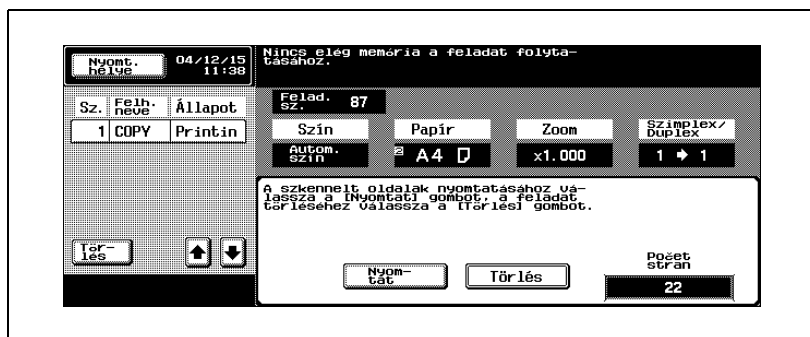 Nyomt.
helye
04/12/15
11:38
Nincs elég memória a feladat folyta-
tásához.
Sz. Felh.
neve Állapot
1 COPY Printin
Felad.
sz. 87
Szín Papír Zoom Szimplex/
Duplex
Autom.
szín
2 A4 x1.000 1 ➔ 1
A szkennelt oldalak nyomtatásához vá-
lassza a [Nyomtat] gombot, a feladat
törléséhez válassza a [Törlés] gombot.
Tör-
lés
Nyom-
tát
Törlés
Počet
stran
22